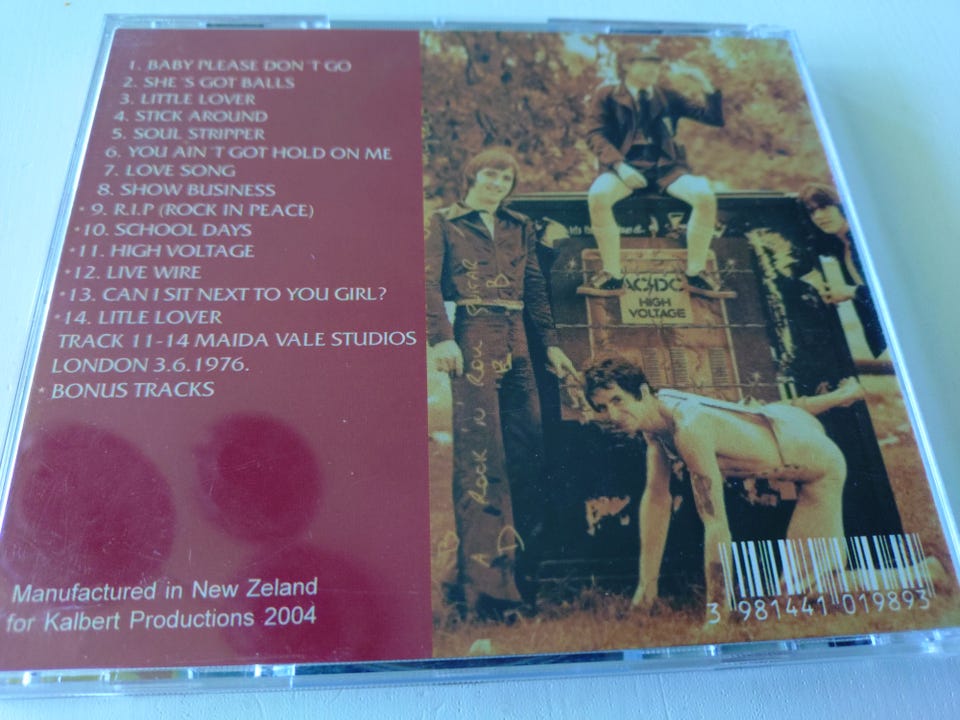 1. BABY PLEASE DON´T GO
2. SHE´S GOT BALLS
3. LITTLE LOVER
4. STICK AROUND
5. SOUL STRIPPER
6. YOU AIN´T GOT HOLD ON ME
7. LOVE SONG
8. SHOW BUSINESS
* 9. R.I.P (ROCK IN PEACE)
*10. SCHOOL DAYS
*11. HIGH VOLTAGE
*12. LIVE WIRE
*13. CAN I SIT NEXT TO YOU GIRL?
*14. LITLE LOVER
TRACK 11-14 MAIDA VALE STUDIOS
LONDON 3.6.1976.
* BONUS TRACKS
Manufactured in New Zeland
for Kalbert Productions 2004
AC/DC
HIGH
VOLTAGE
A ROCK 'N' ROLL
3 981441 019893